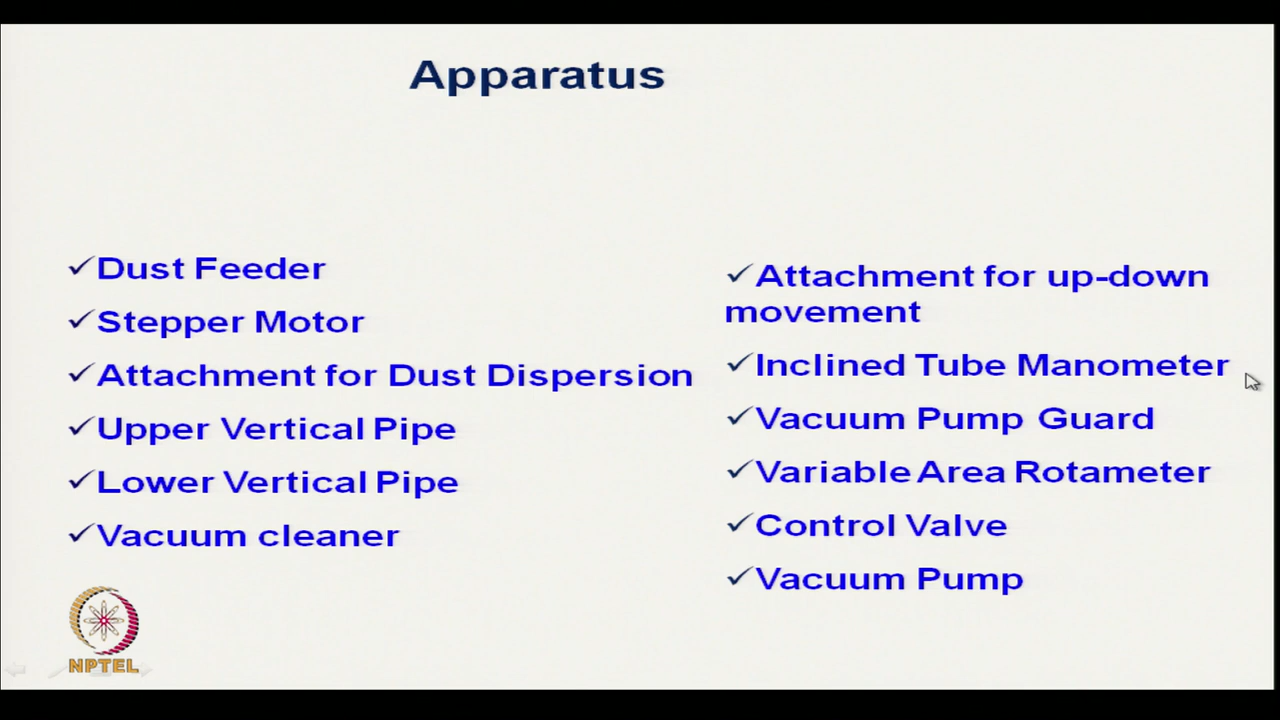 Apparatus
✓Dust Feeder
✓Stepper Motor
✓Attachment for Dust Dispersion
✓Upper Vertical Pipe
✓Lower Vertical Pipe
✓Vacuum cleaner
✓Attachment for up-down
movement
✓Inclined Tube Manometer
✓Vacuum Pump Guard
✓Variable Area Rotameter
✓Control Valve
✓Vacuum Pump
NPTEL